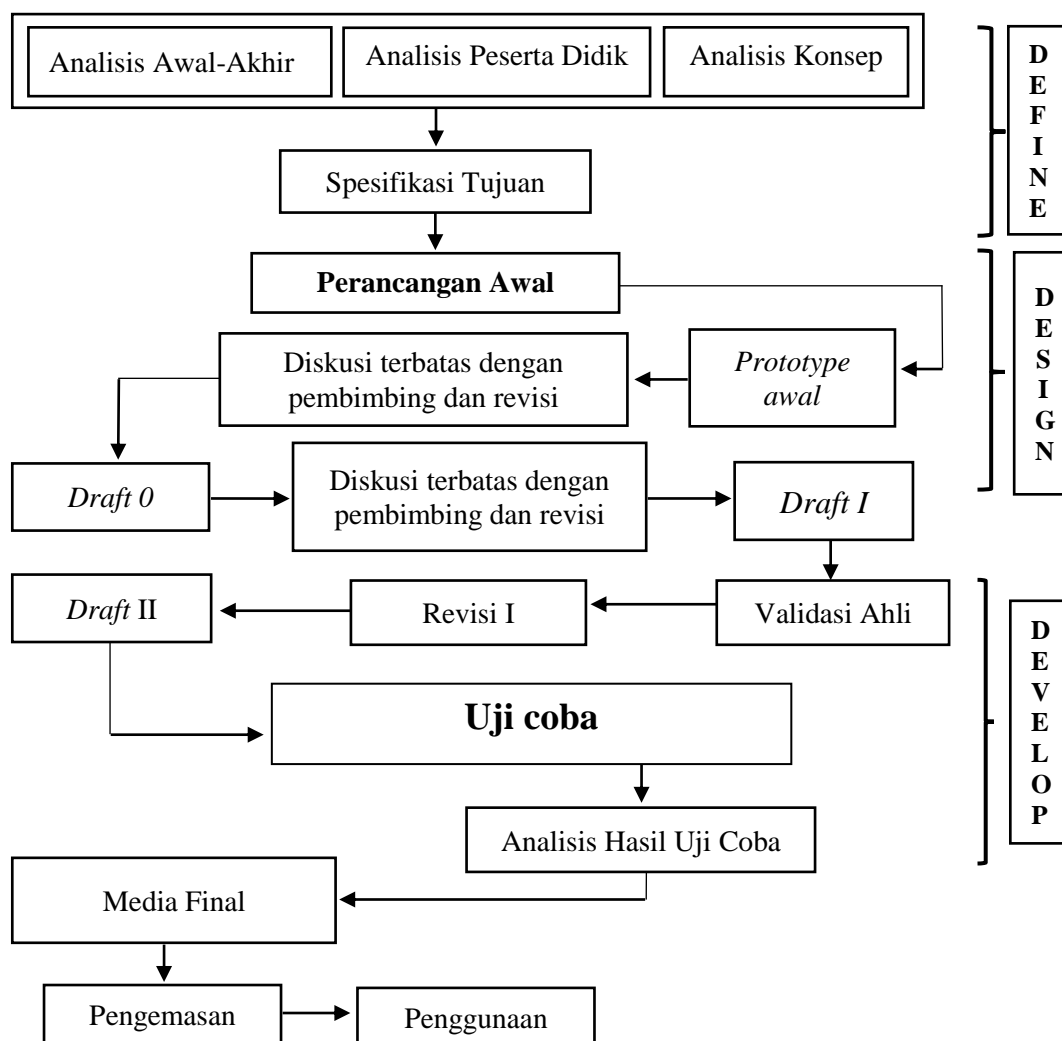 Analisis Awal-Akhir
Analisis Peserta Didik
Analisis Konsep
DEFINE
Spesifikasi Tujuan
Perancangan Awal
DESIGN
Diskusi terbatas dengan
pembimbing dan revisi
Prototype
awal
Draft 0
Diskusi terbatas dengan
pembimbing dan revisi
Draft I
Draft II
Revisi I
Validasi Ahli
DEVELOP
Uji coba
Analisis Hasil Uji Coba
Media Final
Pengemasan
Penggunaan